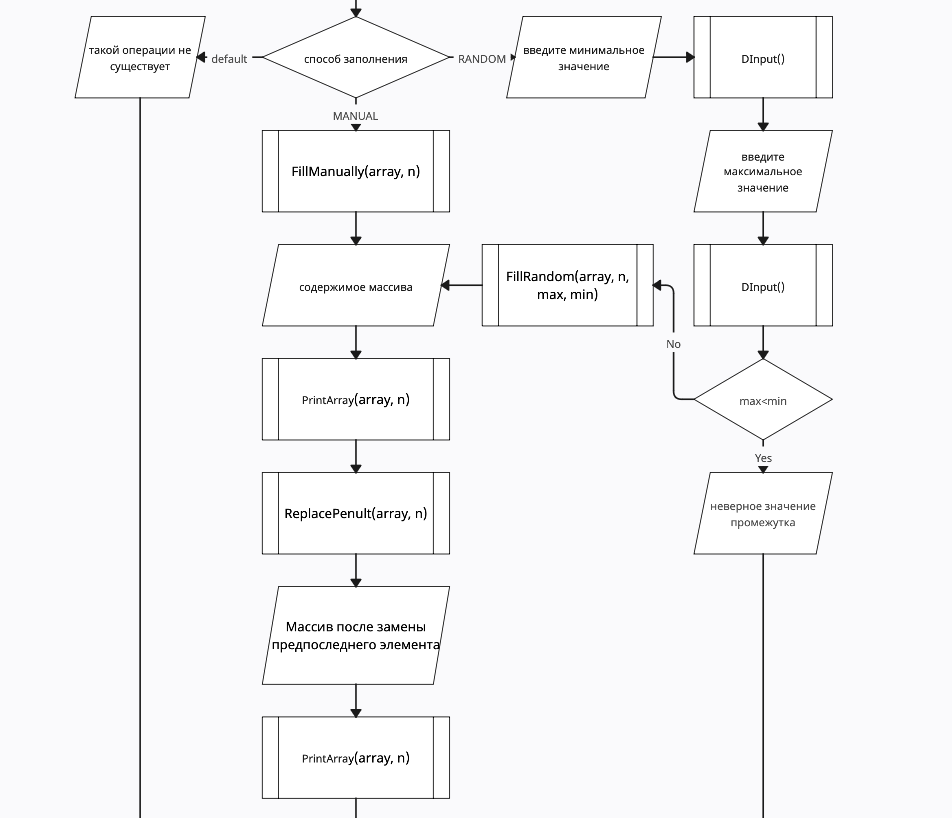 такой операции не
существует
default
способ заполнения
RANDOM
введите минимальное
значение
DInput()
MANUAL
FillManually(array, n)
введите
максимальное
значение
содержимое массива
FillRandom(array, n,
max, min)
DInput()
No
PrintArray(array, n)
max<min
Yes
ReplacePenult(array, n)
неверное значение
промежутка
Массив после замены
предпоследнего элемента
PrintArray(array, n)